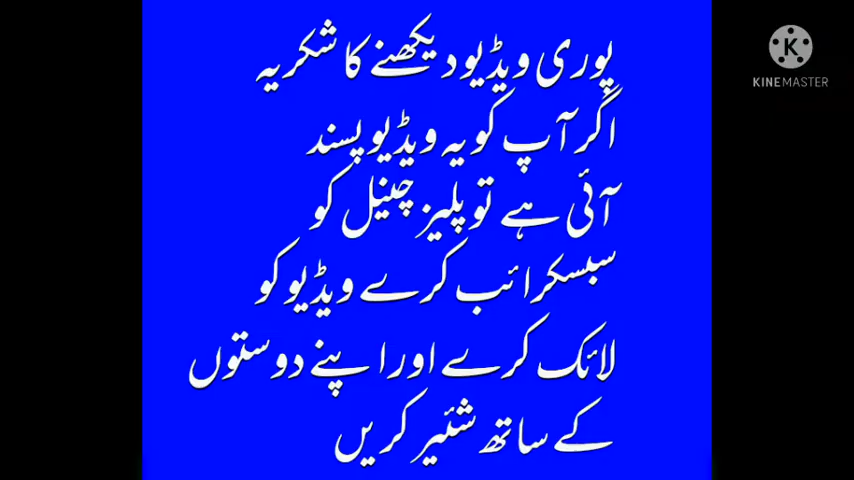 پوری ویڈیو دیکھنے کا شکریہ
اگر آپ کو یہ ویڈیو پسند
آئی ہے تو پلیز چینیل کو
سبسکرائب کرے ویڈیو کو
لائک کرے اور اپنے دوستوں
کے ساتھ شئیر کریں
KINEMASTER